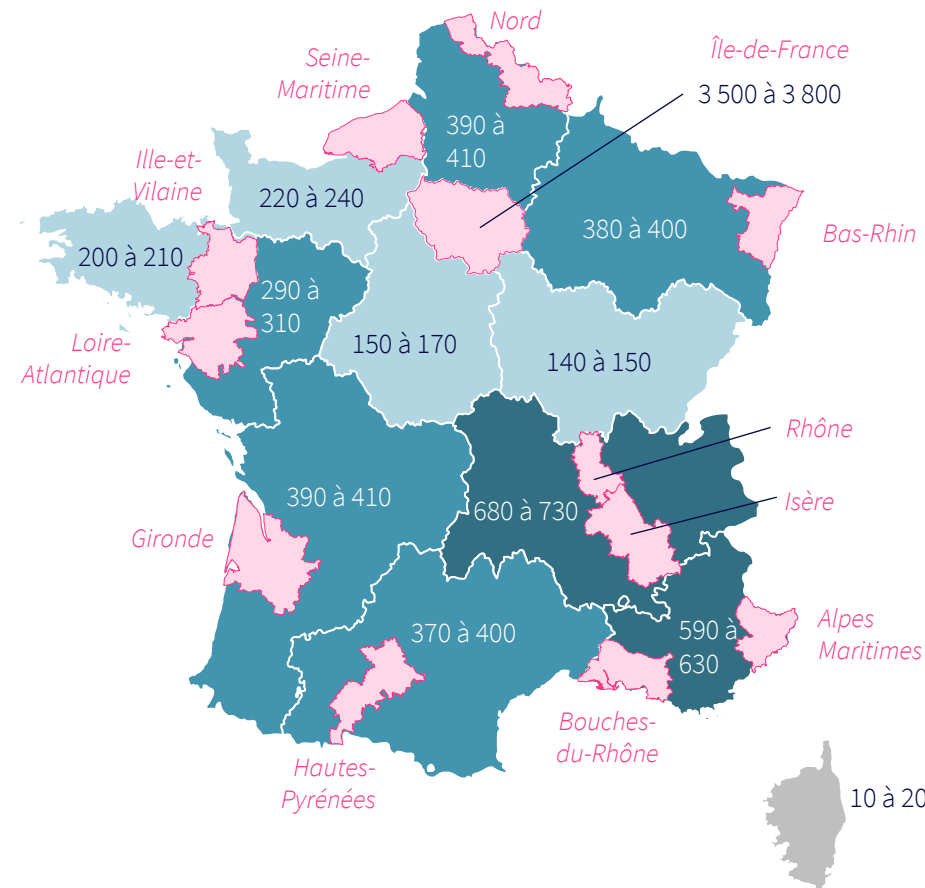 Nord
Île-de-France
3 500 à 3 800
Seine-
Maritime
390 à
410
Ille-et-
Vilaine
220 à 240
380 à 400
Bas-Rhin
200 à 210
290 à
310
Loire-
Atlantique
150 à 170
140 à 150
Rhône
390 à 410
680 à 730
Isère
Gironde
370 à 400
590 à
630
Alpes
Maritimes
Bouches-
du-Rhône
Hautes-
Pyrénées
10 à 20